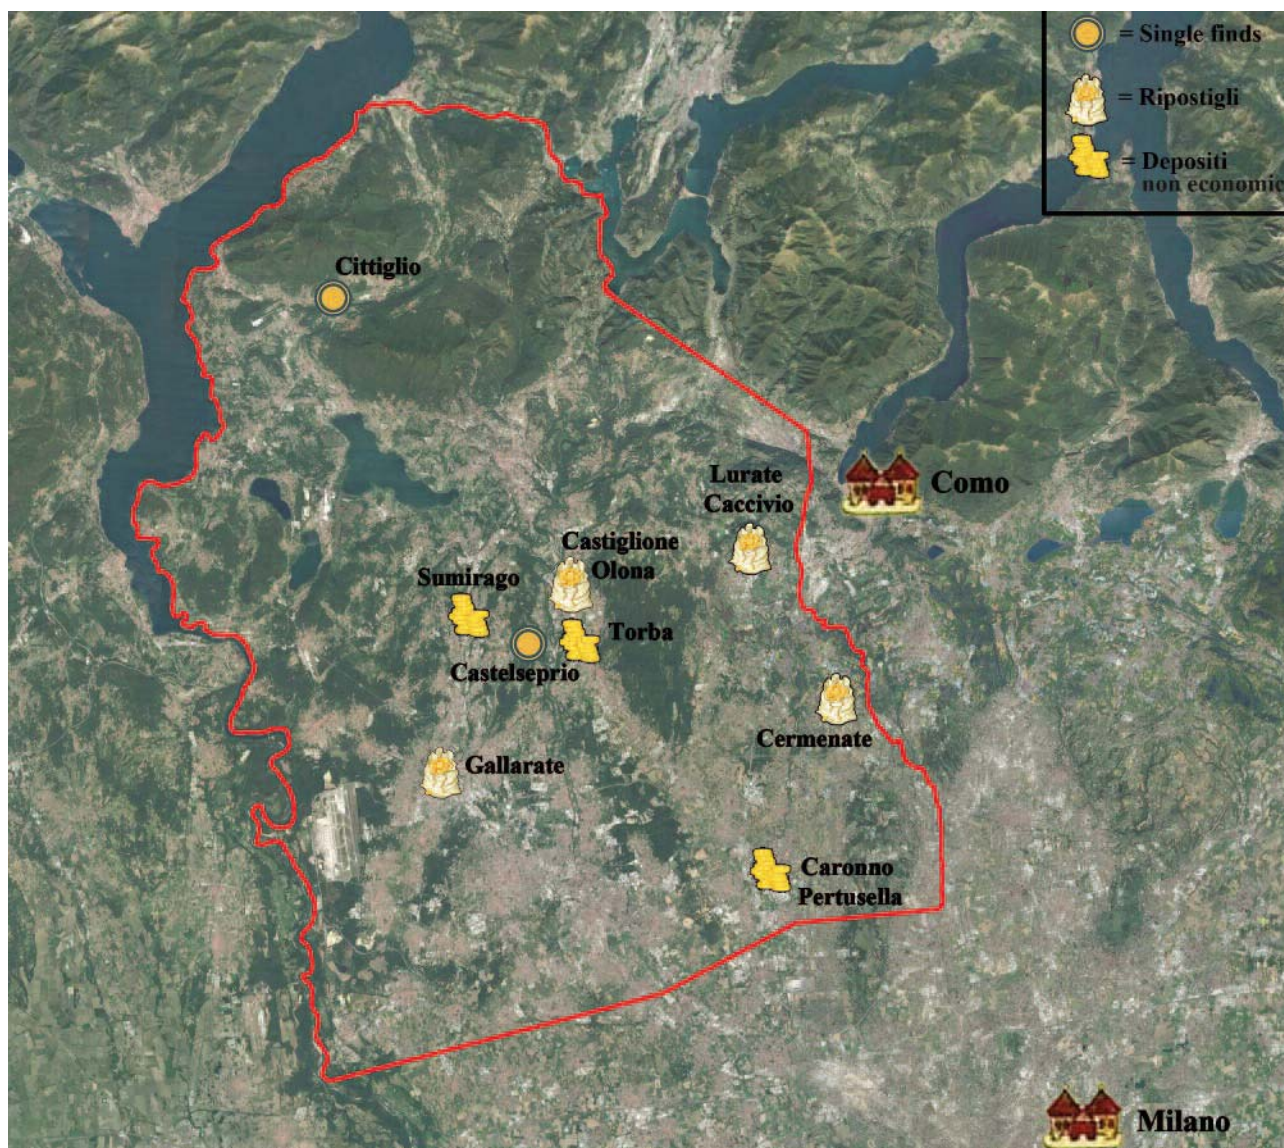 = Single finds
= Ripostigli
= Depositi
non economic
Cittiglio
Lurate
Caccivio
Como
Castiglione
Olona
Sumirago
Torba
Castelseprio
Cermenate
Gallarate
Caronno
Pertusella
Milano